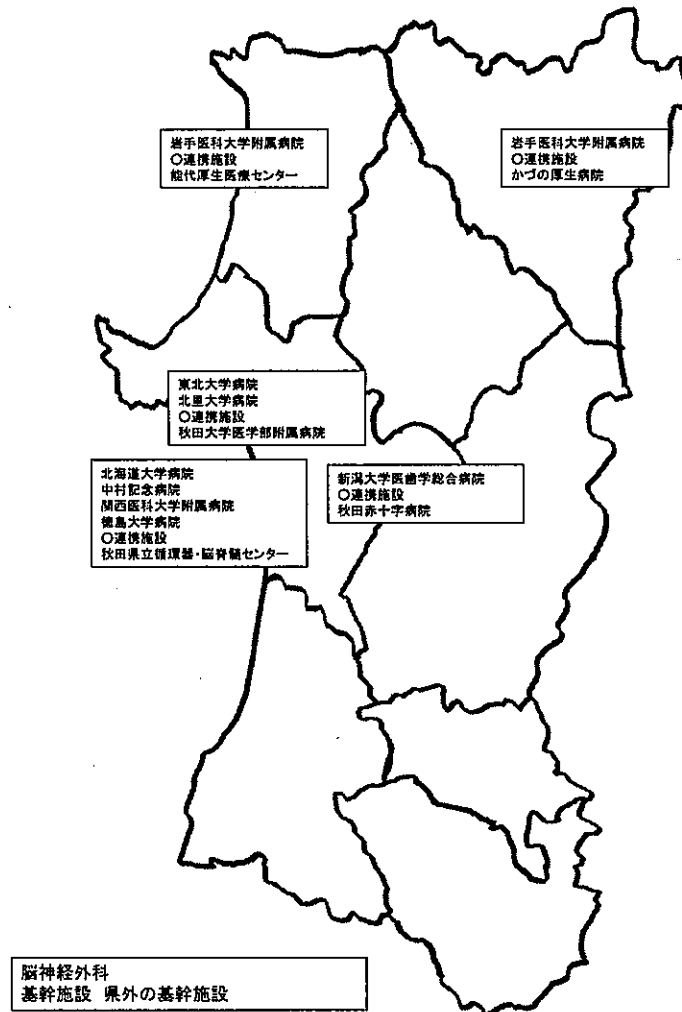 岩手医科大学附属病院
〇連携施設
能代厚生医療センター
岩手医科大学附属病院
〇連携施設
かづの厚生病院
東北大学病院
北里大学病院
〇連携施設
秋田大学医学部附属病院
北海道大学病院
中村記念病院
関西医科大学附属病院
徳島大学病院
〇連携施設
秋田県立循環器・脳脊髄センター
新潟大学医歯学総合病院
〇連携施設
秋田赤十字病院
脳神経外科
基幹施設 県外の基幹施設